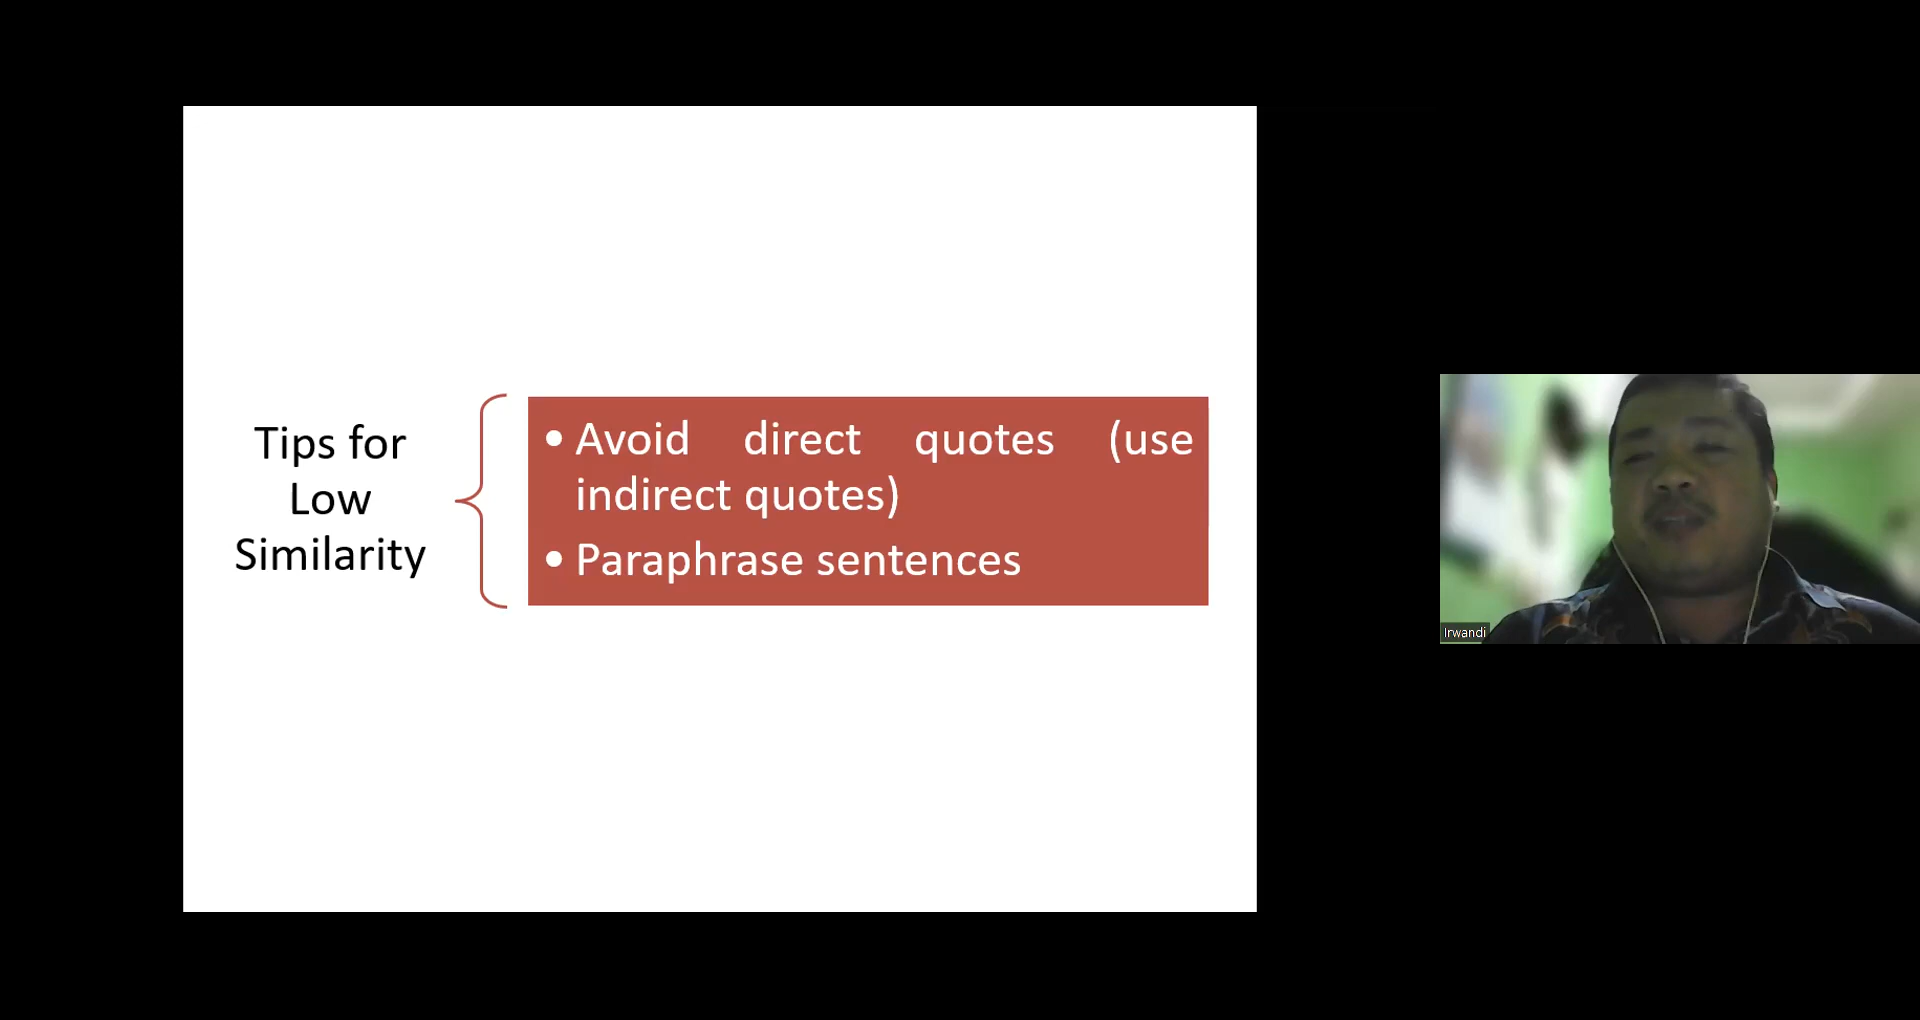 Tips for
Low
Similarity
• Avoid direct quotes (use
indirect quotes)
• Paraphrase sentences
Irwandi